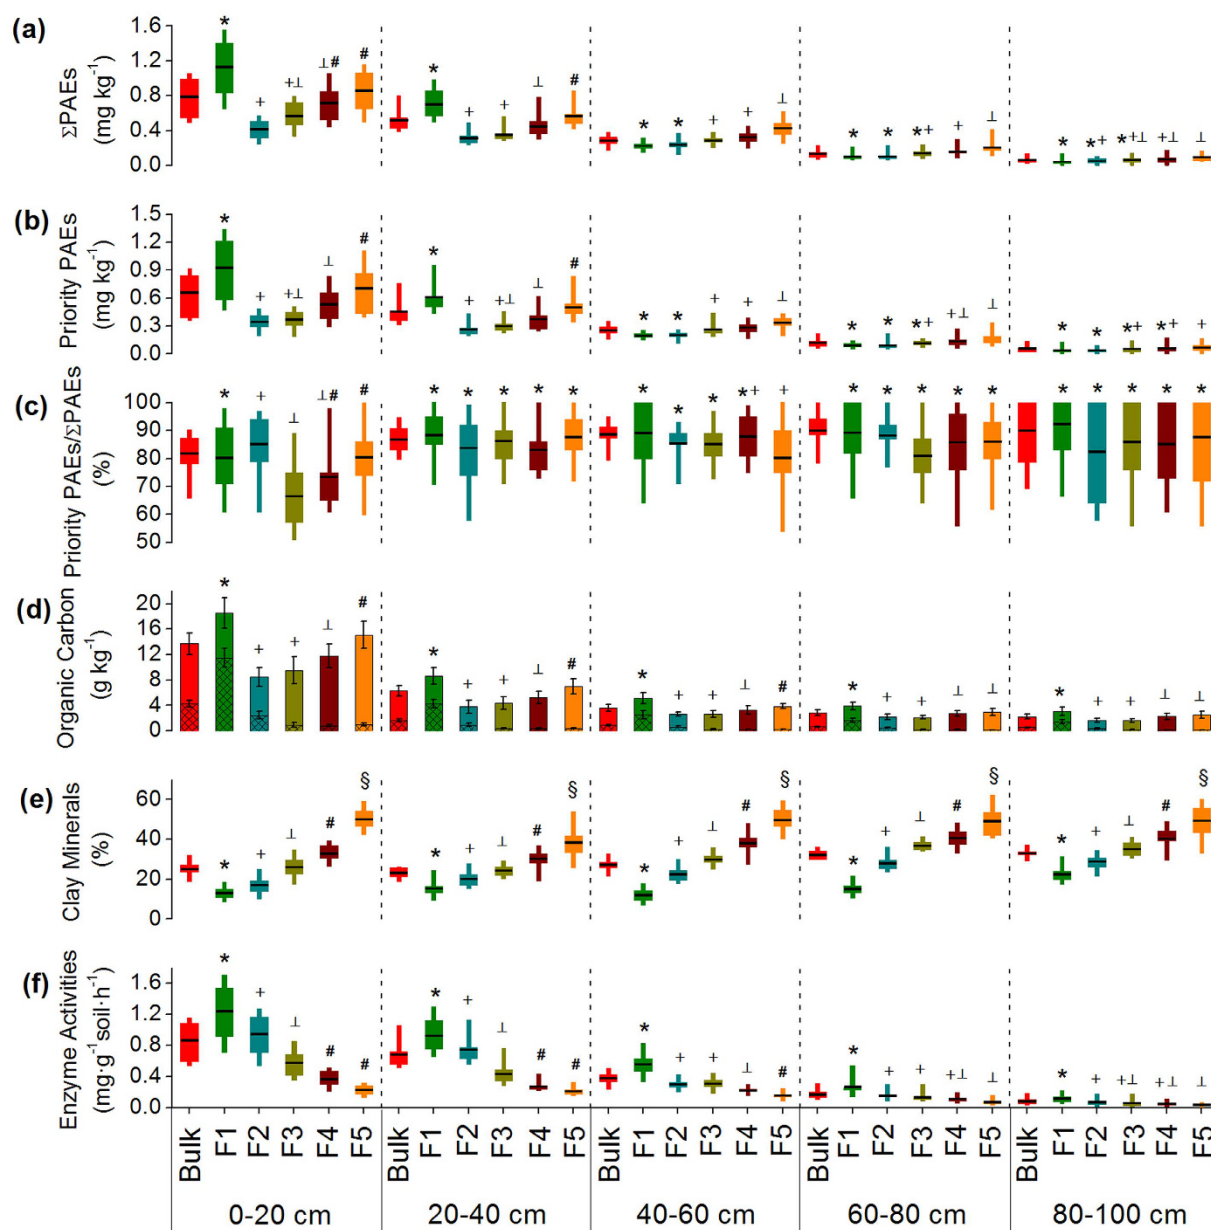 (a)
ΣPAEs
(mg kg⁻¹)
1.6
1.2
0.8
0.4
0.0
* + +⊥ ⊥# #
* + + ⊥ #
* * + + ⊥
* * *+ + ⊥
* *+ *+⊥ +⊥ ⊥
(b)
Priority PAEs
(mg kg⁻¹)
1.5
1.2
0.9
0.6
0.3
0.0
* + +⊥ ⊥ #
* + +⊥ ⊥ #
* * + + ⊥
* * *+ +⊥ ⊥
* * *+ *+ +
(c)
Priority PAEs/ΣPAEs
(%)
100
90
80
70
60
50
* + ⊥ ⊥# #
* * * * *
* * * *+ +
* * * * *
* * * * *
(d)
Organic Carbon
(g kg⁻¹)
20
16
12
8
4
0
* + + ⊥ #
* + + ⊥ #
* + + ⊥ #
* + + ⊥ ⊥
* + + ⊥ ⊥
(e)
Clay Minerals
(%)
60
40
20
0
* + ⊥ # §
* + ⊥ # §
* + ⊥ # §
* + ⊥ # §
* + ⊥ # §
(f)
Enzyme Activities
(mg·g⁻¹soil·h⁻¹)
1.6
1.2
0.8
0.4
0.0
* + ⊥ # #
* + ⊥ # #
* + + ⊥ #
* + + +⊥ ⊥
* + +⊥ +⊥ ⊥
Bulk F1 F2 F3 F4 F5 Bulk F1 F2 F3 F4 F5 Bulk F1 F2 F3 F4 F5 Bulk F1 F2 F3 F4 F5 Bulk F1 F2 F3 F4 F5
0-20 cm 20-40 cm 40-60 cm 60-80 cm 80-100 cm